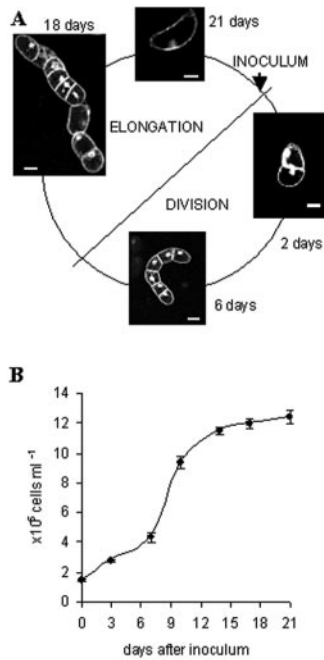 A
18 days
21 days
INOCULUM
ELONGATION
DIVISION
2 days
6 days
B
14
12
10
8
6
4
2
0
x10⁶ cells ml ⁻¹
0 3 6 9 12 15 18 21
days after inoculum